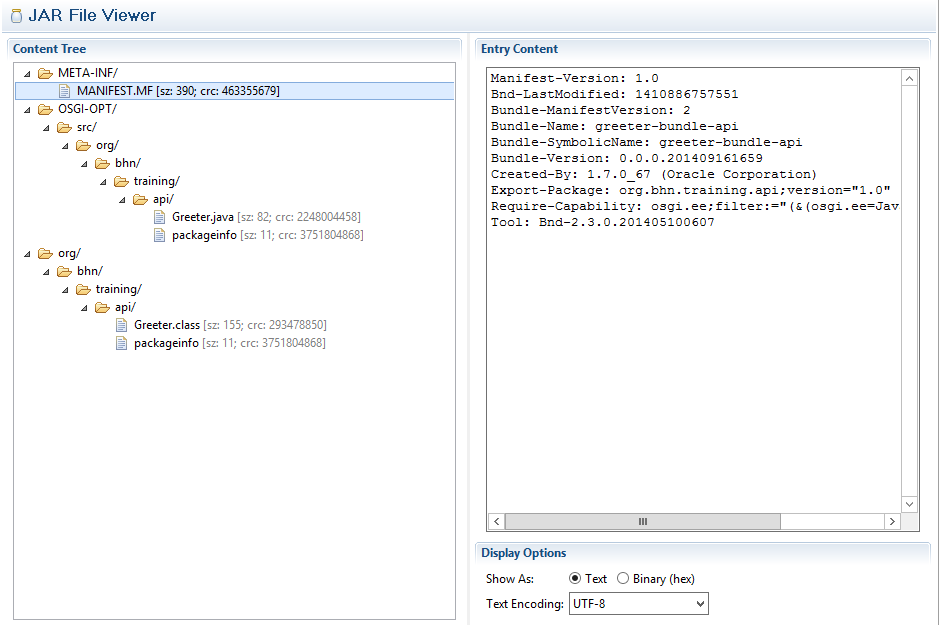 JAR File Viewer
Content Tree
META-INF/
MANIFEST.MF [sz: 390; crc: 463355679]
OSGI-OPT/
src/
org/
bhn/
training/
api/
Greeter.java [sz: 82; crc: 2248004458]
packageinfo [sz: 11; crc: 3751804868]
org/
bhn/
training/
api/
Greeter.class [sz: 155; crc: 293478850]
packageinfo [sz: 11; crc: 3751804868]
Entry Content
Manifest-Version: 1.0
Bnd-LastModified: 1410886757551
Bundle-ManifestVersion: 2
Bundle-Name: greeter-bundle-api
Bundle-SymbolicName: greeter-bundle-api
Bundle-Version: 0.0.0.201409161659
Created-By: 1.7.0_67 (Oracle Corporation)
Export-Package: org.bhn.training.api;version="1.0"
Require-Capability: osgi.ee;filter:="(&(osgi.ee=Jav
Tool: Bnd-2.3.0.201405100607
Display Options
Show As: Text Binary (hex)
Text Encoding: UTF-8